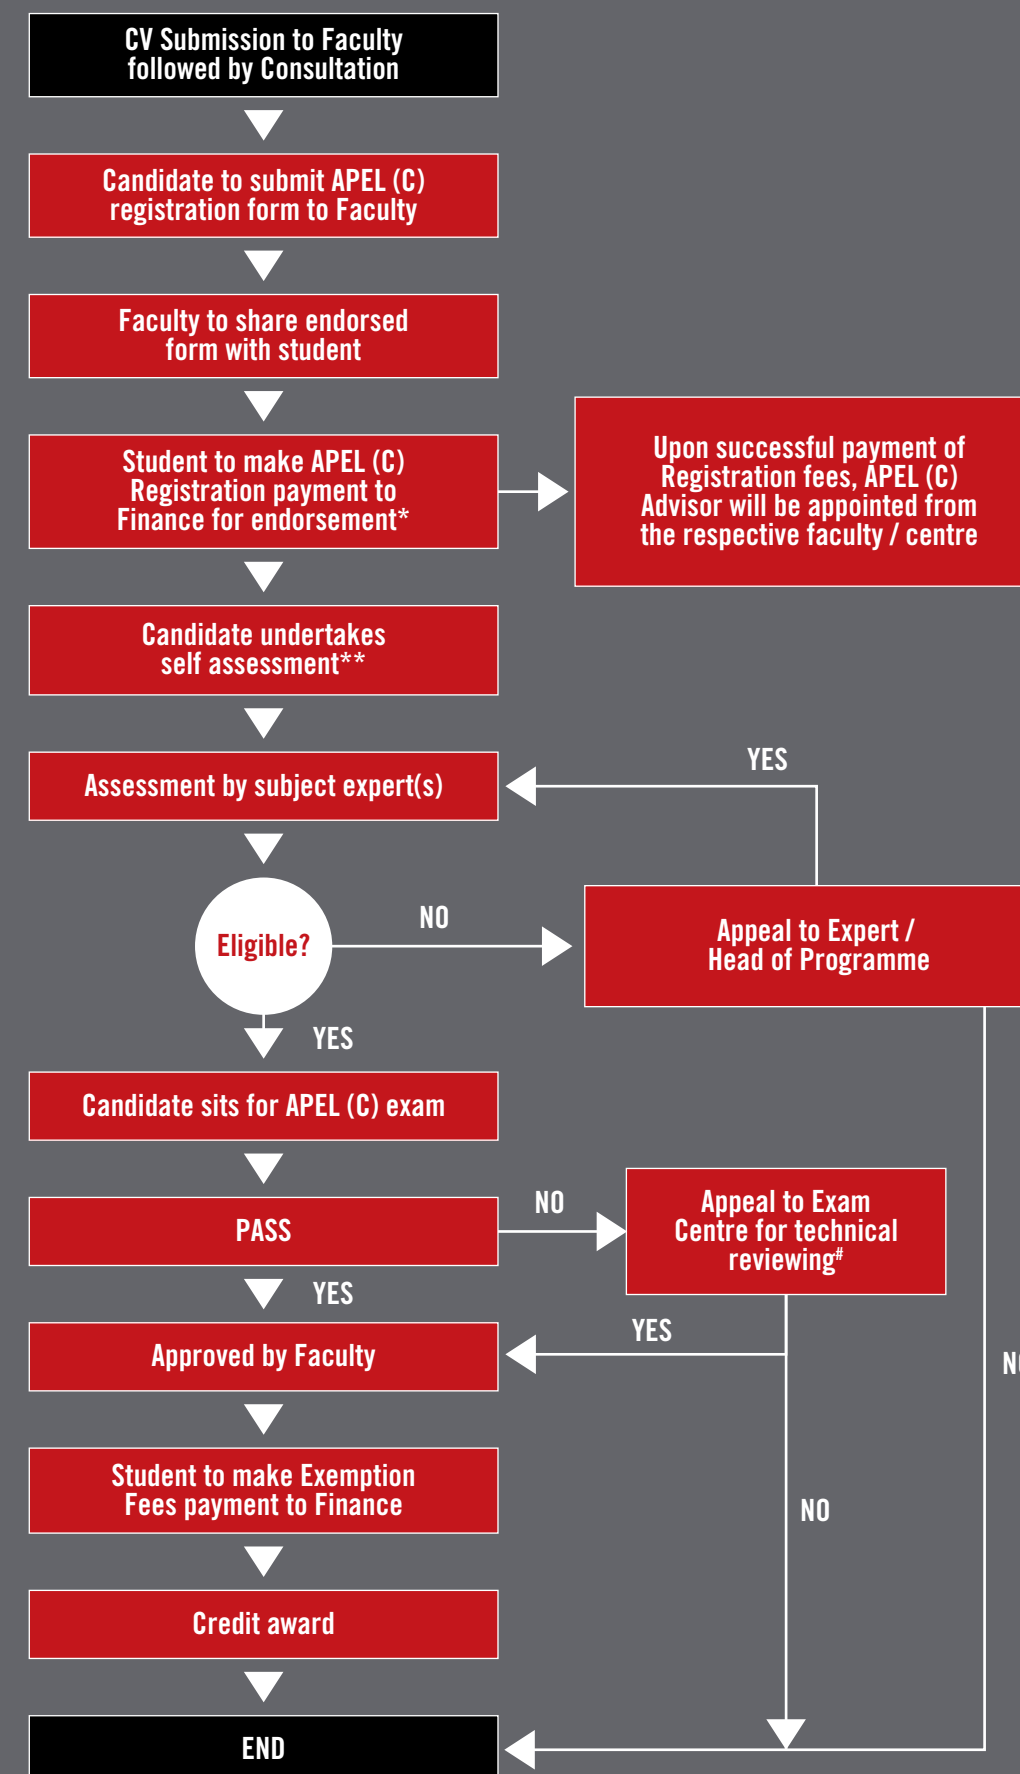 CV Submission to Faculty
followed by Consultation
Candidate to submit APEL (C)
registration form to Faculty
Faculty to share endorsed
form with student
Student to make APEL (C)
Registration payment to
Finance for endorsement*
Upon successful payment of
Registration fees, APEL (C)
Advisor will be appointed from
the respective faculty / centre
Candidate undertakes
self assessment**
Assessment by subject expert(s)
YES
Eligible?
NO
Appeal to Expert /
Head of Programme
YES
Candidate sits for APEL (C) exam
PASS
NO
Appeal to Exam
Centre for technical
reviewing#
YES
Approved by Faculty
YES
NO
Student to make Exemption
Fees payment to Finance
NO
Credit award
END